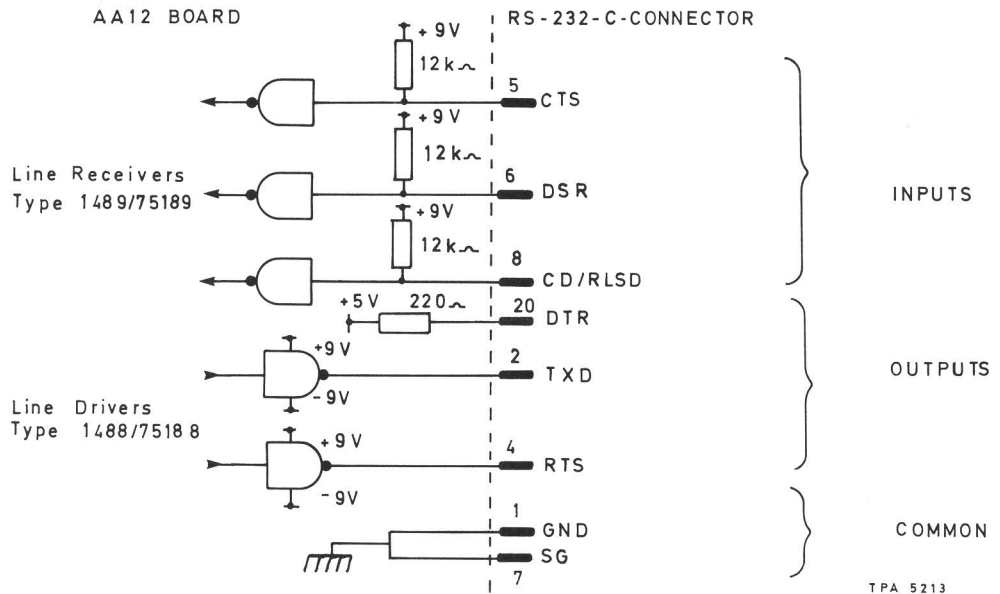 AA12 BOARD
RS-232-C-CONNECTOR
+9V
12k
5
CTS
+9V
12k
6
DSR
Line Receivers
Type 1489/75189
INPUTS
+9V
12k
8
CD/RLSD
+5V 220
20
DTR
+9V
-9V
2
TXD
OUTPUTS
Line Drivers
Type 1488/75188
+9V
-9V
4
RTS
1
GND
SG
7
COMMON
TPA 5213